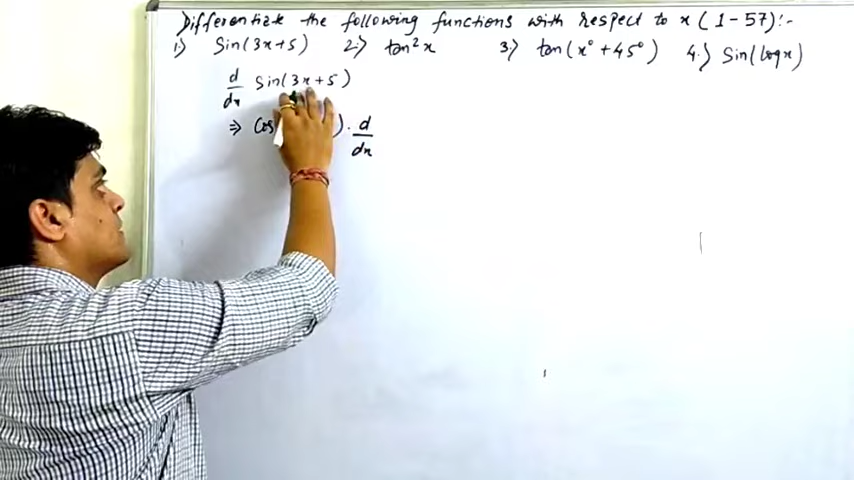 Differentiate the following functions with respect to x (1-57):-
1.) Sin(3x+5) 2.) tan²x 3.) tan(x°+45°) 4.) Sin(logx)
d/dx Sin(3x+5)
⇒ Cos ) · d/dx